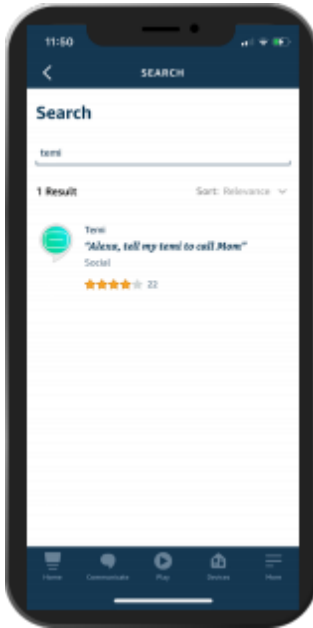 11:50
SEARCH
Search
temi
1 Result
Sort: Relevance
Temi
"Alexa, tell my temi to call Mom"
Social
22
Home Communicate Play Devices More